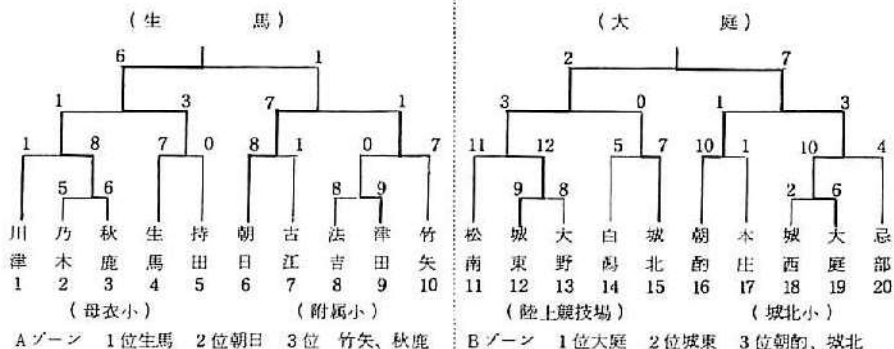 （生　馬）　（大　庭）
6　1　2　7
1　3　7　1　3　0　1　3
1　8　7　0　8　1　0　7　11　12　5　7　10　1　10　4
5　6　8　9　9　8　2　6
川津　乃木　秋鹿　生馬　持田　朝日　古江　法吉　津田　竹矢　松南　城東　大野　白潟　城北　朝酌　本庄　城西　大庭　忌部
1　2　3　4　5　6　7　8　9　10　11　12　13　14　15　16　17　18　19　20
（母衣小）　（附属小）　（陸上競技場）　（城北小）
Aゾーン　1位生馬　2位朝日　3位　竹矢、秋鹿　Bゾーン　1位大庭　2位城東　3位朝酌、城北